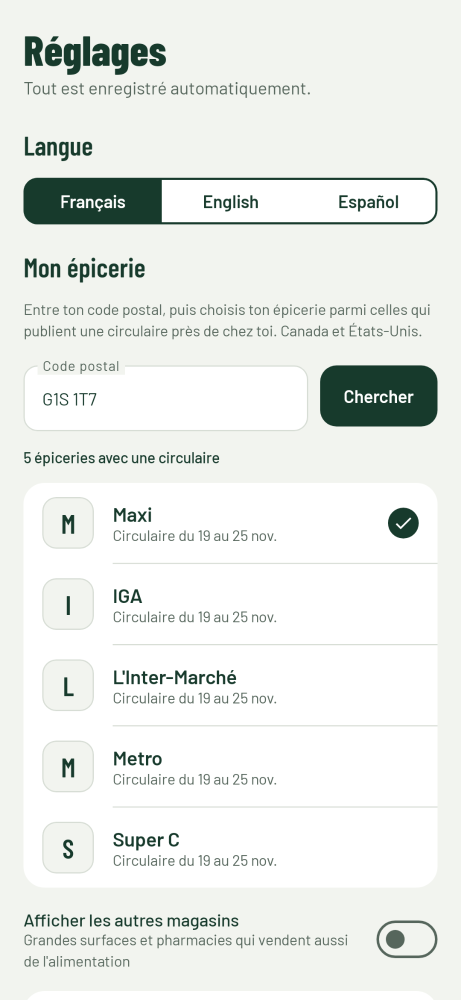 Réglages
Tout est enregistré automatiquement.
Langue
Français English Español
Mon épicerie
Entre ton code postal, puis choisis ton épicerie parmi celles qui
publient une circulaire près de chez toi. Canada et États-Unis.
Code postal
G1S 1T7
Chercher
5 épiceries avec une circulaire
M
Maxi
Circulaire du 19 au 25 nov.
I
IGA
Circulaire du 19 au 25 nov.
L
L'Inter-Marché
Circulaire du 19 au 25 nov.
M
Metro
Circulaire du 19 au 25 nov.
S
Super C
Circulaire du 19 au 25 nov.
Afficher les autres magasins
Grandes surfaces et pharmacies qui vendent aussi
de l'alimentation